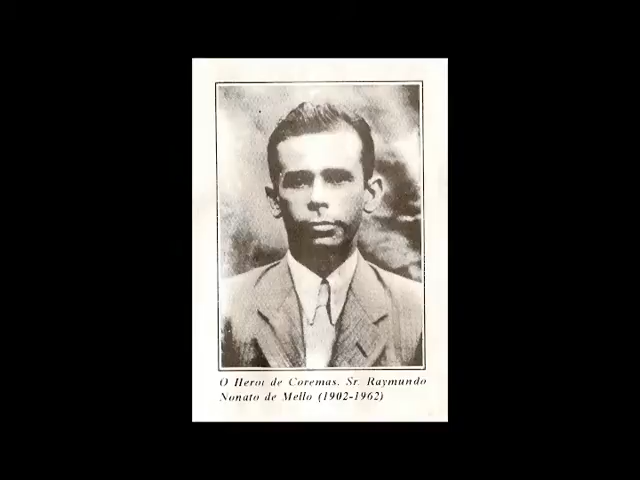 O Heroi de Coremas. Sr. Raymundo
Nonato de Mello (1902-1962)